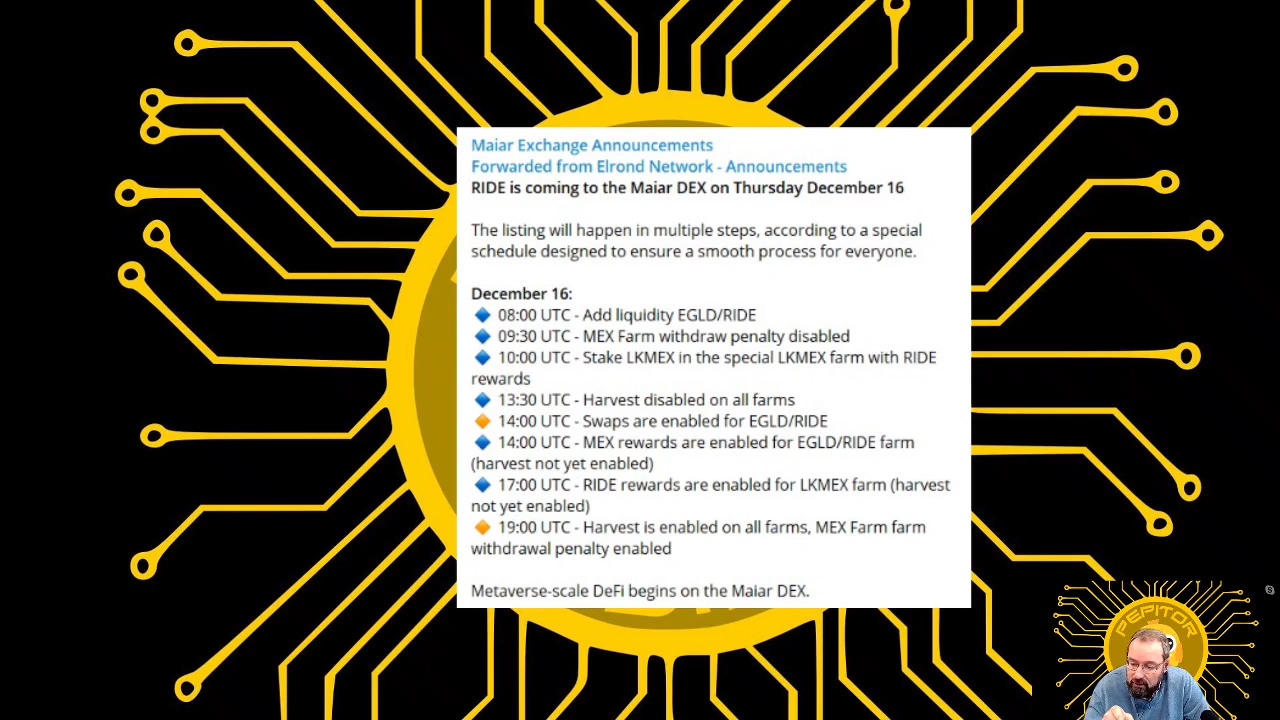 Maiar Exchange Announcements
Forwarded from Elrond Network - Announcements
RIDE is coming to the Maiar DEX on Thursday December 16
The listing will happen in multiple steps, according to a special
schedule designed to ensure a smooth process for everyone.
December 16:
08:00 UTC - Add liquidity EGLD/RIDE
09:30 UTC - MEX Farm withdraw penalty disabled
10:00 UTC - Stake LKMEX in the special LKMEX farm with RIDE
rewards
13:30 UTC - Harvest disabled on all farms
14:00 UTC - Swaps are enabled for EGLD/RIDE
14:00 UTC - MEX rewards are enabled for EGLD/RIDE farm
(harvest not yet enabled)
17:00 UTC - RIDE rewards are enabled for LKMEX farm (harvest
not yet enabled)
19:00 UTC - Harvest is enabled on all farms, MEX Farm farm
withdrawal penalty enabled
Metaverse-scale DeFi begins on the Maiar DEX.
PEPITOR